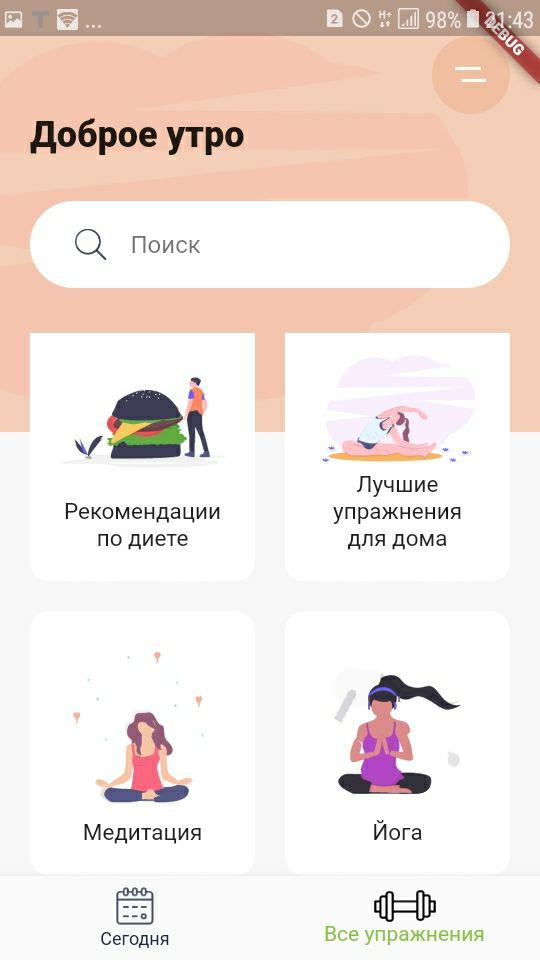 ... 2 H+ 98% 21:43
DEBUG
Доброе утро
Поиск
Рекомендации
по диете
Лучшие
упражнения
для дома
Медитация
Йога
Сегодня
Все упражнения